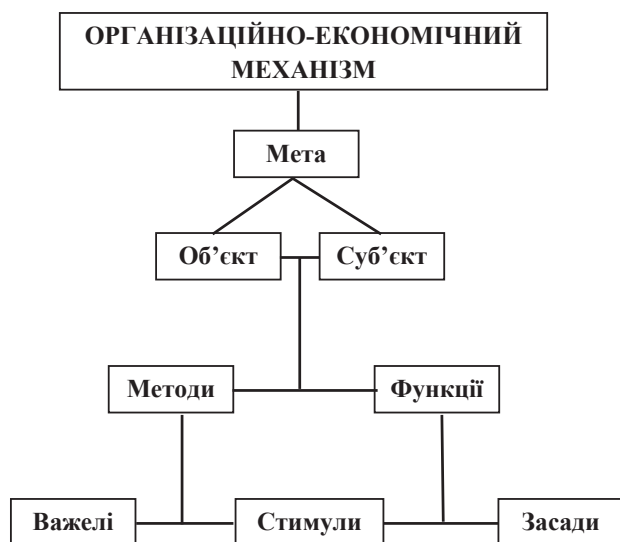 ОРГАНІЗАЦІЙНО-ЕКОНОМІЧНИЙ
МЕХАНІЗМ
Мета
Об’єкт
Суб’єкт
Методи
Функції
Важелі
Стимули
Засади